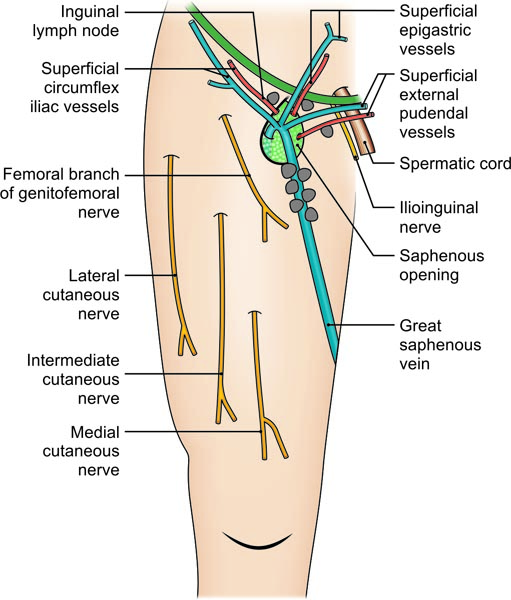 Inguinal
lymph node
Superficial
circumflex
iliac vessels
Femoral branch
of genitofemoral
nerve
Lateral
cutaneous
nerve
Intermediate
cutaneous
nerve
Medial
cutaneous
nerve
Superficial
epigastric
vessels
Superficial
external
pudendal
vessels
Spermatic cord
Ilioinguinal
nerve
Saphenous
opening
Great
saphenous
vein